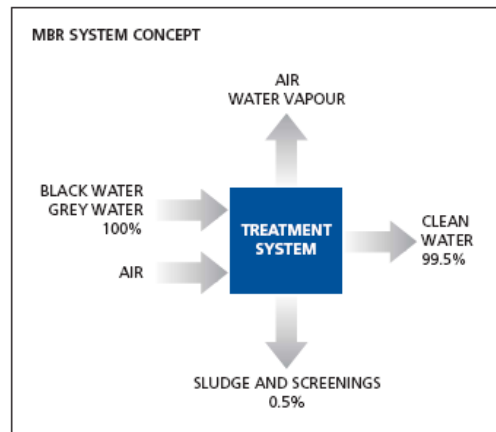 MBR SYSTEM CONCEPT
AIR
WATER VAPOUR
BLACK WATER
GREY WATER
100%
AIR
TREATMENT
SYSTEM
CLEAN
WATER
99.5%
SLUDGE AND SCREENINGS
0.5%